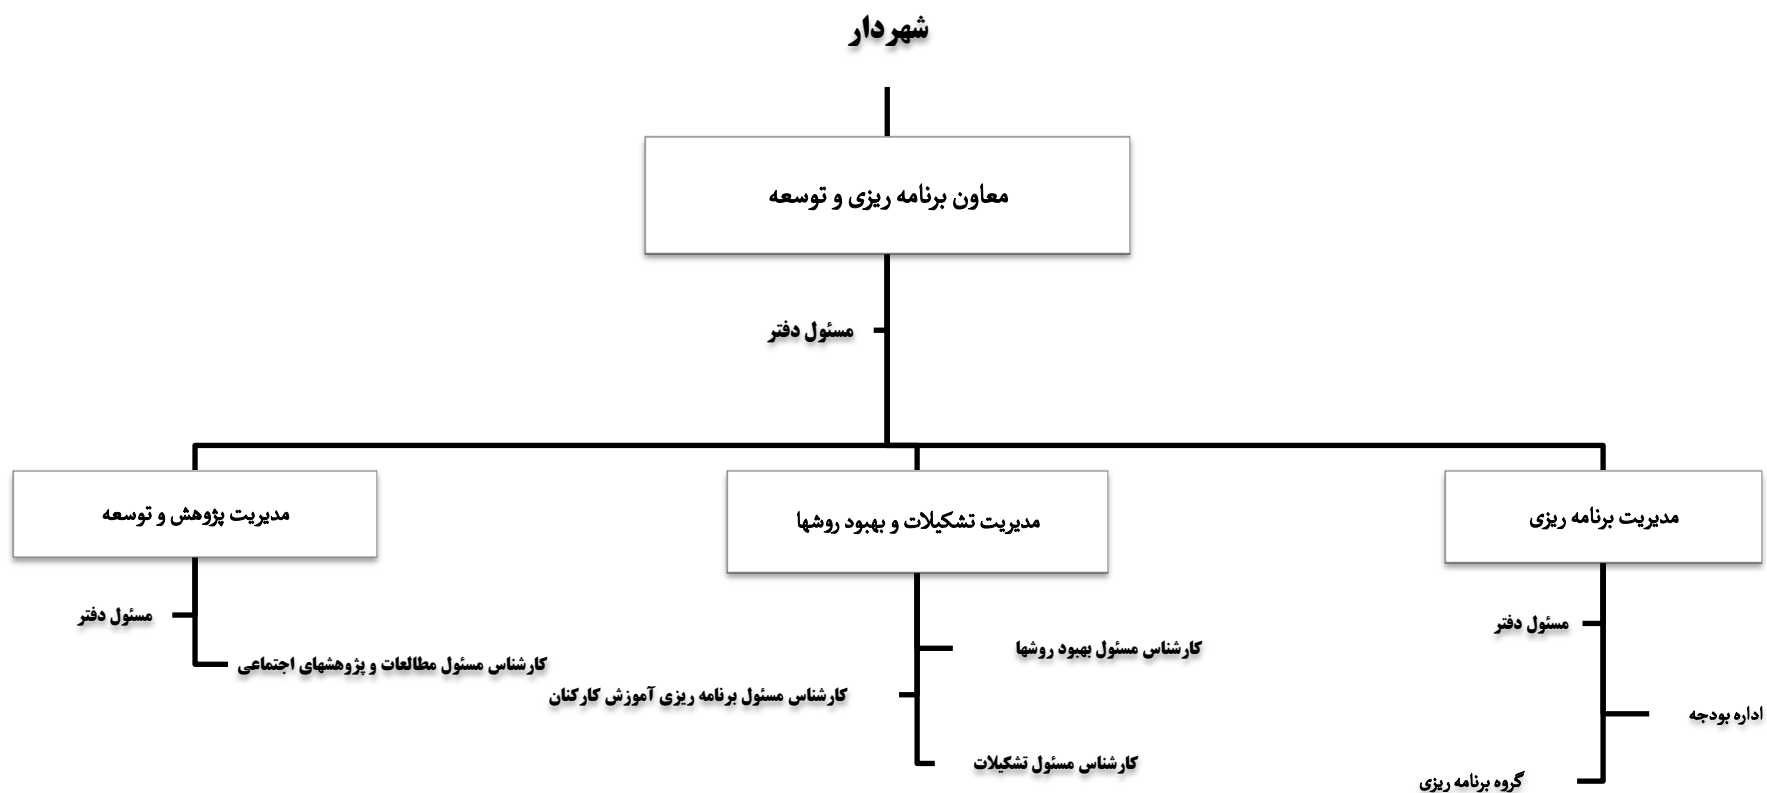 شهردار
معاون برنامه ریزی و توسعه
مسئول دفتر
مدیریت برنامه ریزی
مدیریت تشکیلات و بهبود روشها
مدیریت پژوهش و توسعه
مسئول دفتر
اداره بودجه
گروه برنامه ریزی
کارشناس مسئول بهبود روشها
کارشناس مسئول برنامه ریزی آموزش کارکنان
کارشناس مسئول تشکیلات
مسئول دفتر
کارشناس مسئول مطالعات و پژوهشهای اجتماعی